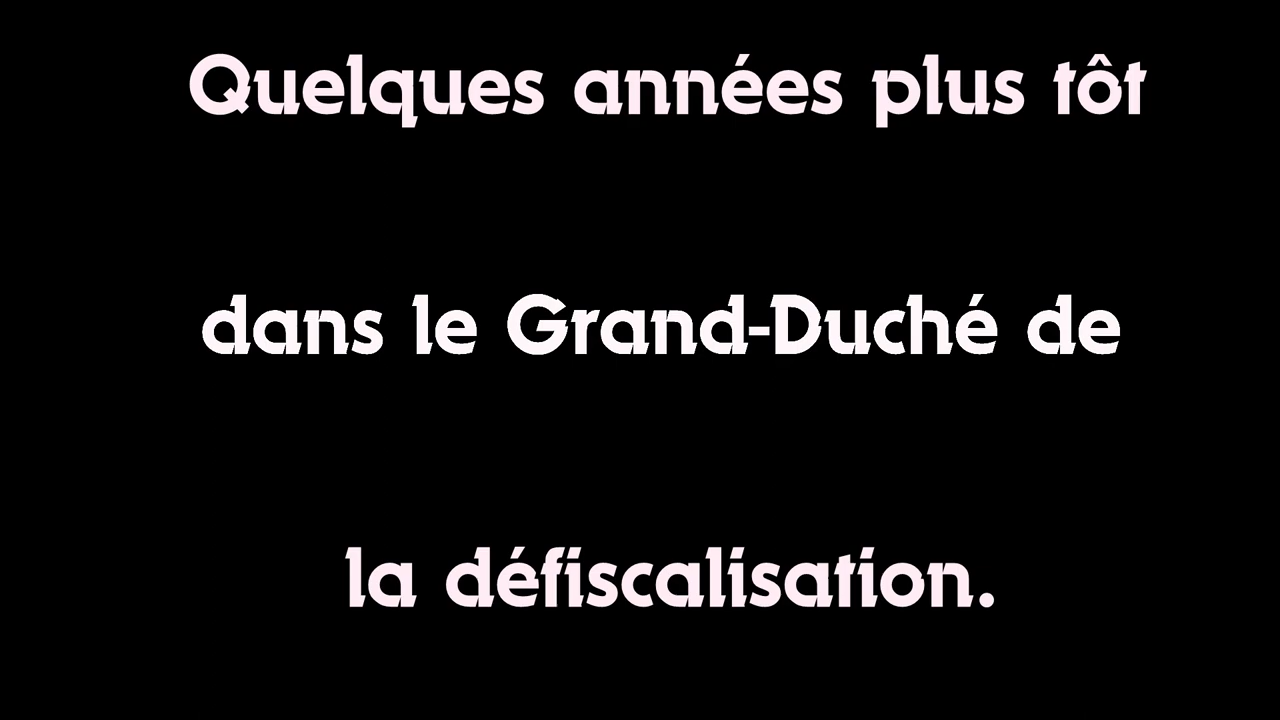 Quelques années plus tôt
dans le Grand-Duché de
la défiscalisation.